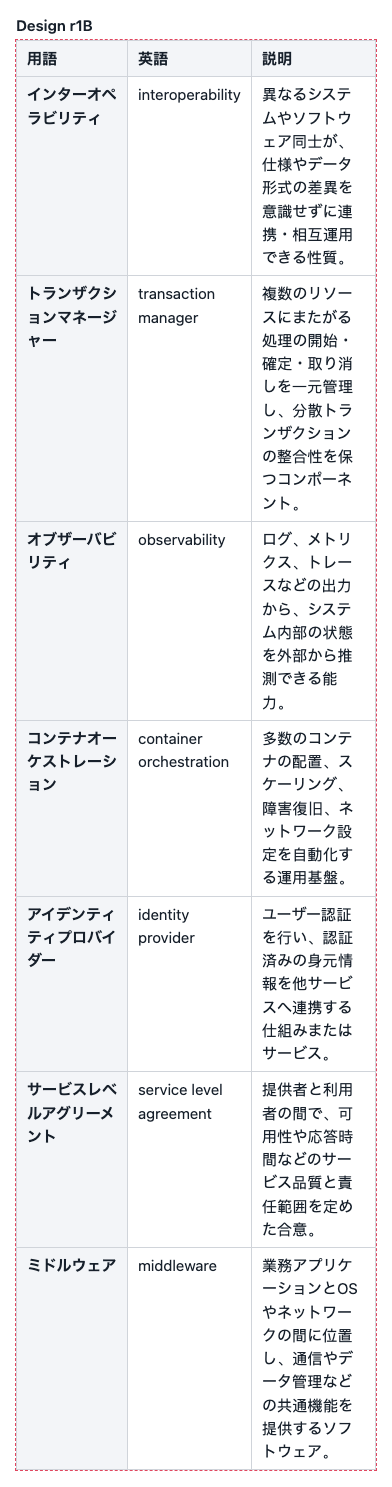 Design r1B
用語
英語
説明
インターオペ
ラビリティ
interoperability
異なるシステ
ムやソフトウ
ェア同士が、
仕様やデータ
形式の差異を
意識せずに連
携・相互運用
できる性質。
トランザクシ
ョンマネージ
ャー
transaction
manager
複数のリソー
スにまたがる
処理の開始・
確定・取り消
しを一元管理
し、分散トラ
ンザクション
の整合性を保
つコンポーネ
ント。
オブザーバビ
リティ
observability
ログ、メトリ
クス、トレー
スなどの出力
から、システ
ム内部の状態
を外部から推
測できる能
力。
コンテナオー
ケストレーシ
ョン
container
orchestration
多数のコンテ
ナの配置、ス
ケーリング、
障害復旧、ネ
ットワーク設
定を自動化す
る運用基盤。
アイデンティ
ティプロバイ
ダー
identity
provider
ユーザー認証
を行い、認証
済みの身元情
報を他サービ
スへ連携する
仕組みまたは
サービス。
サービスレベ
ルアグリーメ
ント
service level
agreement
提供者と利用
者の間で、可
用性や応答時
間などのサー
ビス品質と責
任範囲を定め
た合意。
ミドルウェア
middleware
業務アプリケ
ーションとOS
やネットワー
クの間に位置
し、通信やデ
ータ管理など
の共通機能を
提供するソフ
トウェア。